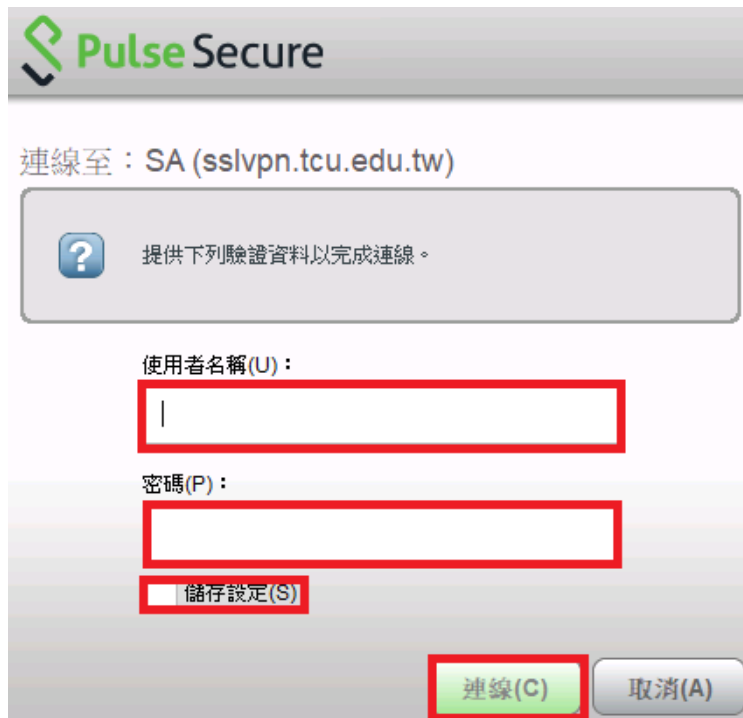 Pulse Secure
連線至：SA (sslvpn.tcu.edu.tw)
提供下列驗證資料以完成連線。
使用者名稱(U)：
密碼(P)：
儲存設定(S)
連線(C) 取消(A)